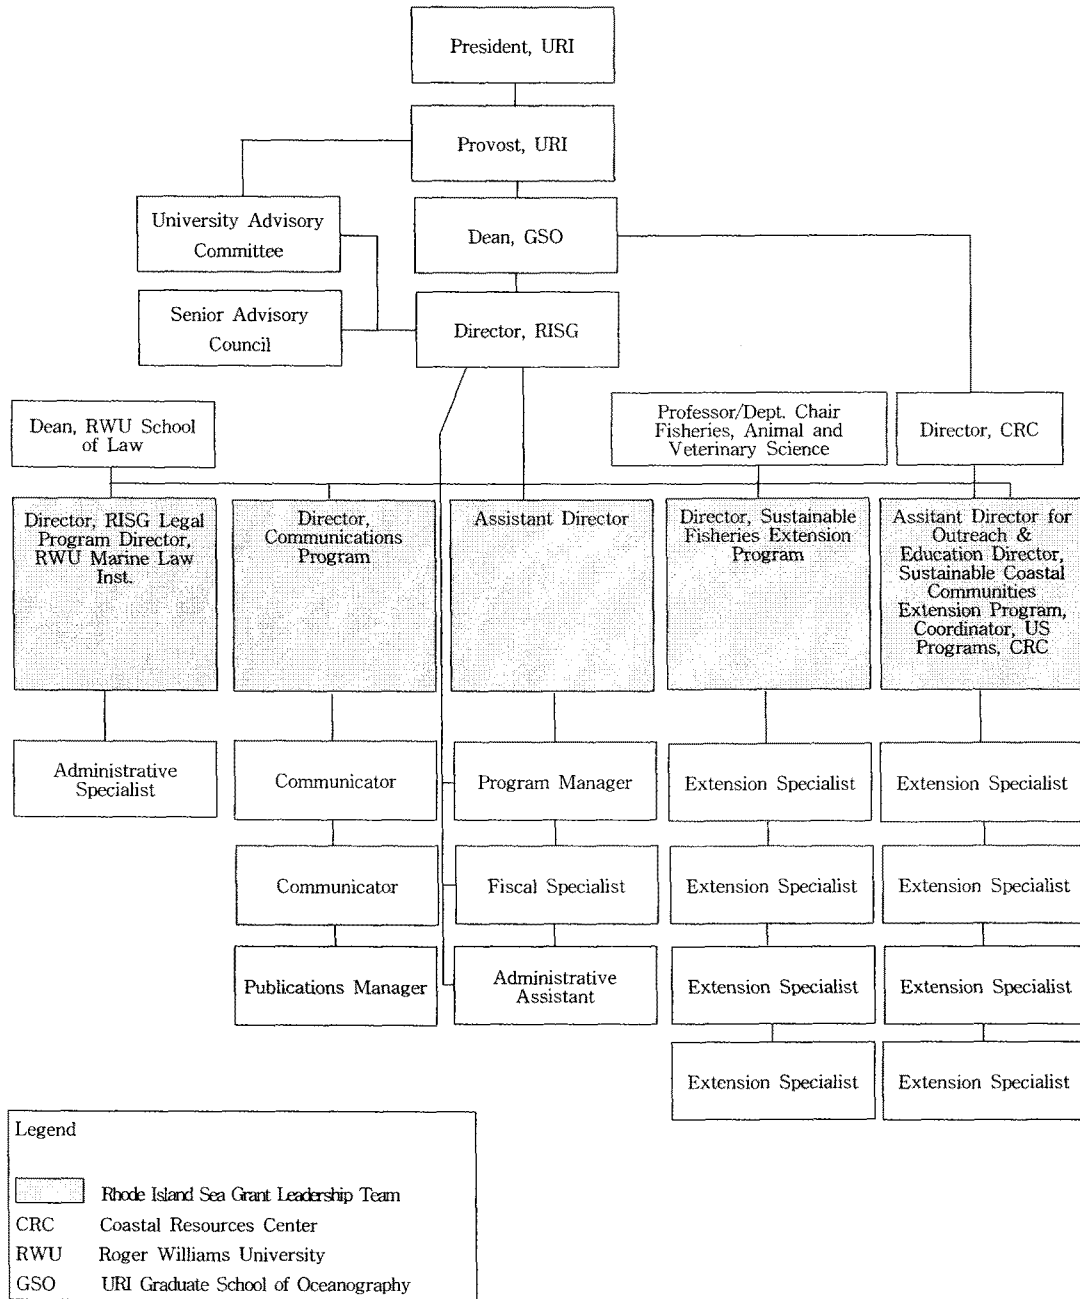 President, URI
Provost, URI
University Advisory
Committee
Dean, GSO
Senior Advisory
Council
Director, RISG
Dean, RWU School
of Law
Professor/Dept. Chair
Fisheries, Animal and
Veterinary Science
Director, CRC
Director, RISG Legal
Program Director,
RWU Marine Law
Inst.
Director,
Communications
Program
Assistant Director
Director, Sustainable
Fisheries Extension
Program
Assitant Director for
Outreach &
Education Director,
Sustainable Coastal
Communities
Extension Program,
Coordinator, US
Programs, CRC
Administrative
Specialist
Communicator
Program Manager
Extension Specialist
Extension Specialist
Communicator
Fiscal Specialist
Extension Specialist
Extension Specialist
Publications Manager
Administrative
Assistant
Extension Specialist
Extension Specialist
Extension Specialist
Extension Specialist
Legend
Rhode Island Sea Grant Leadership Team
CRC Coastal Resources Center
RWU Roger Williams University
GSO URI Graduate School of Oceanography